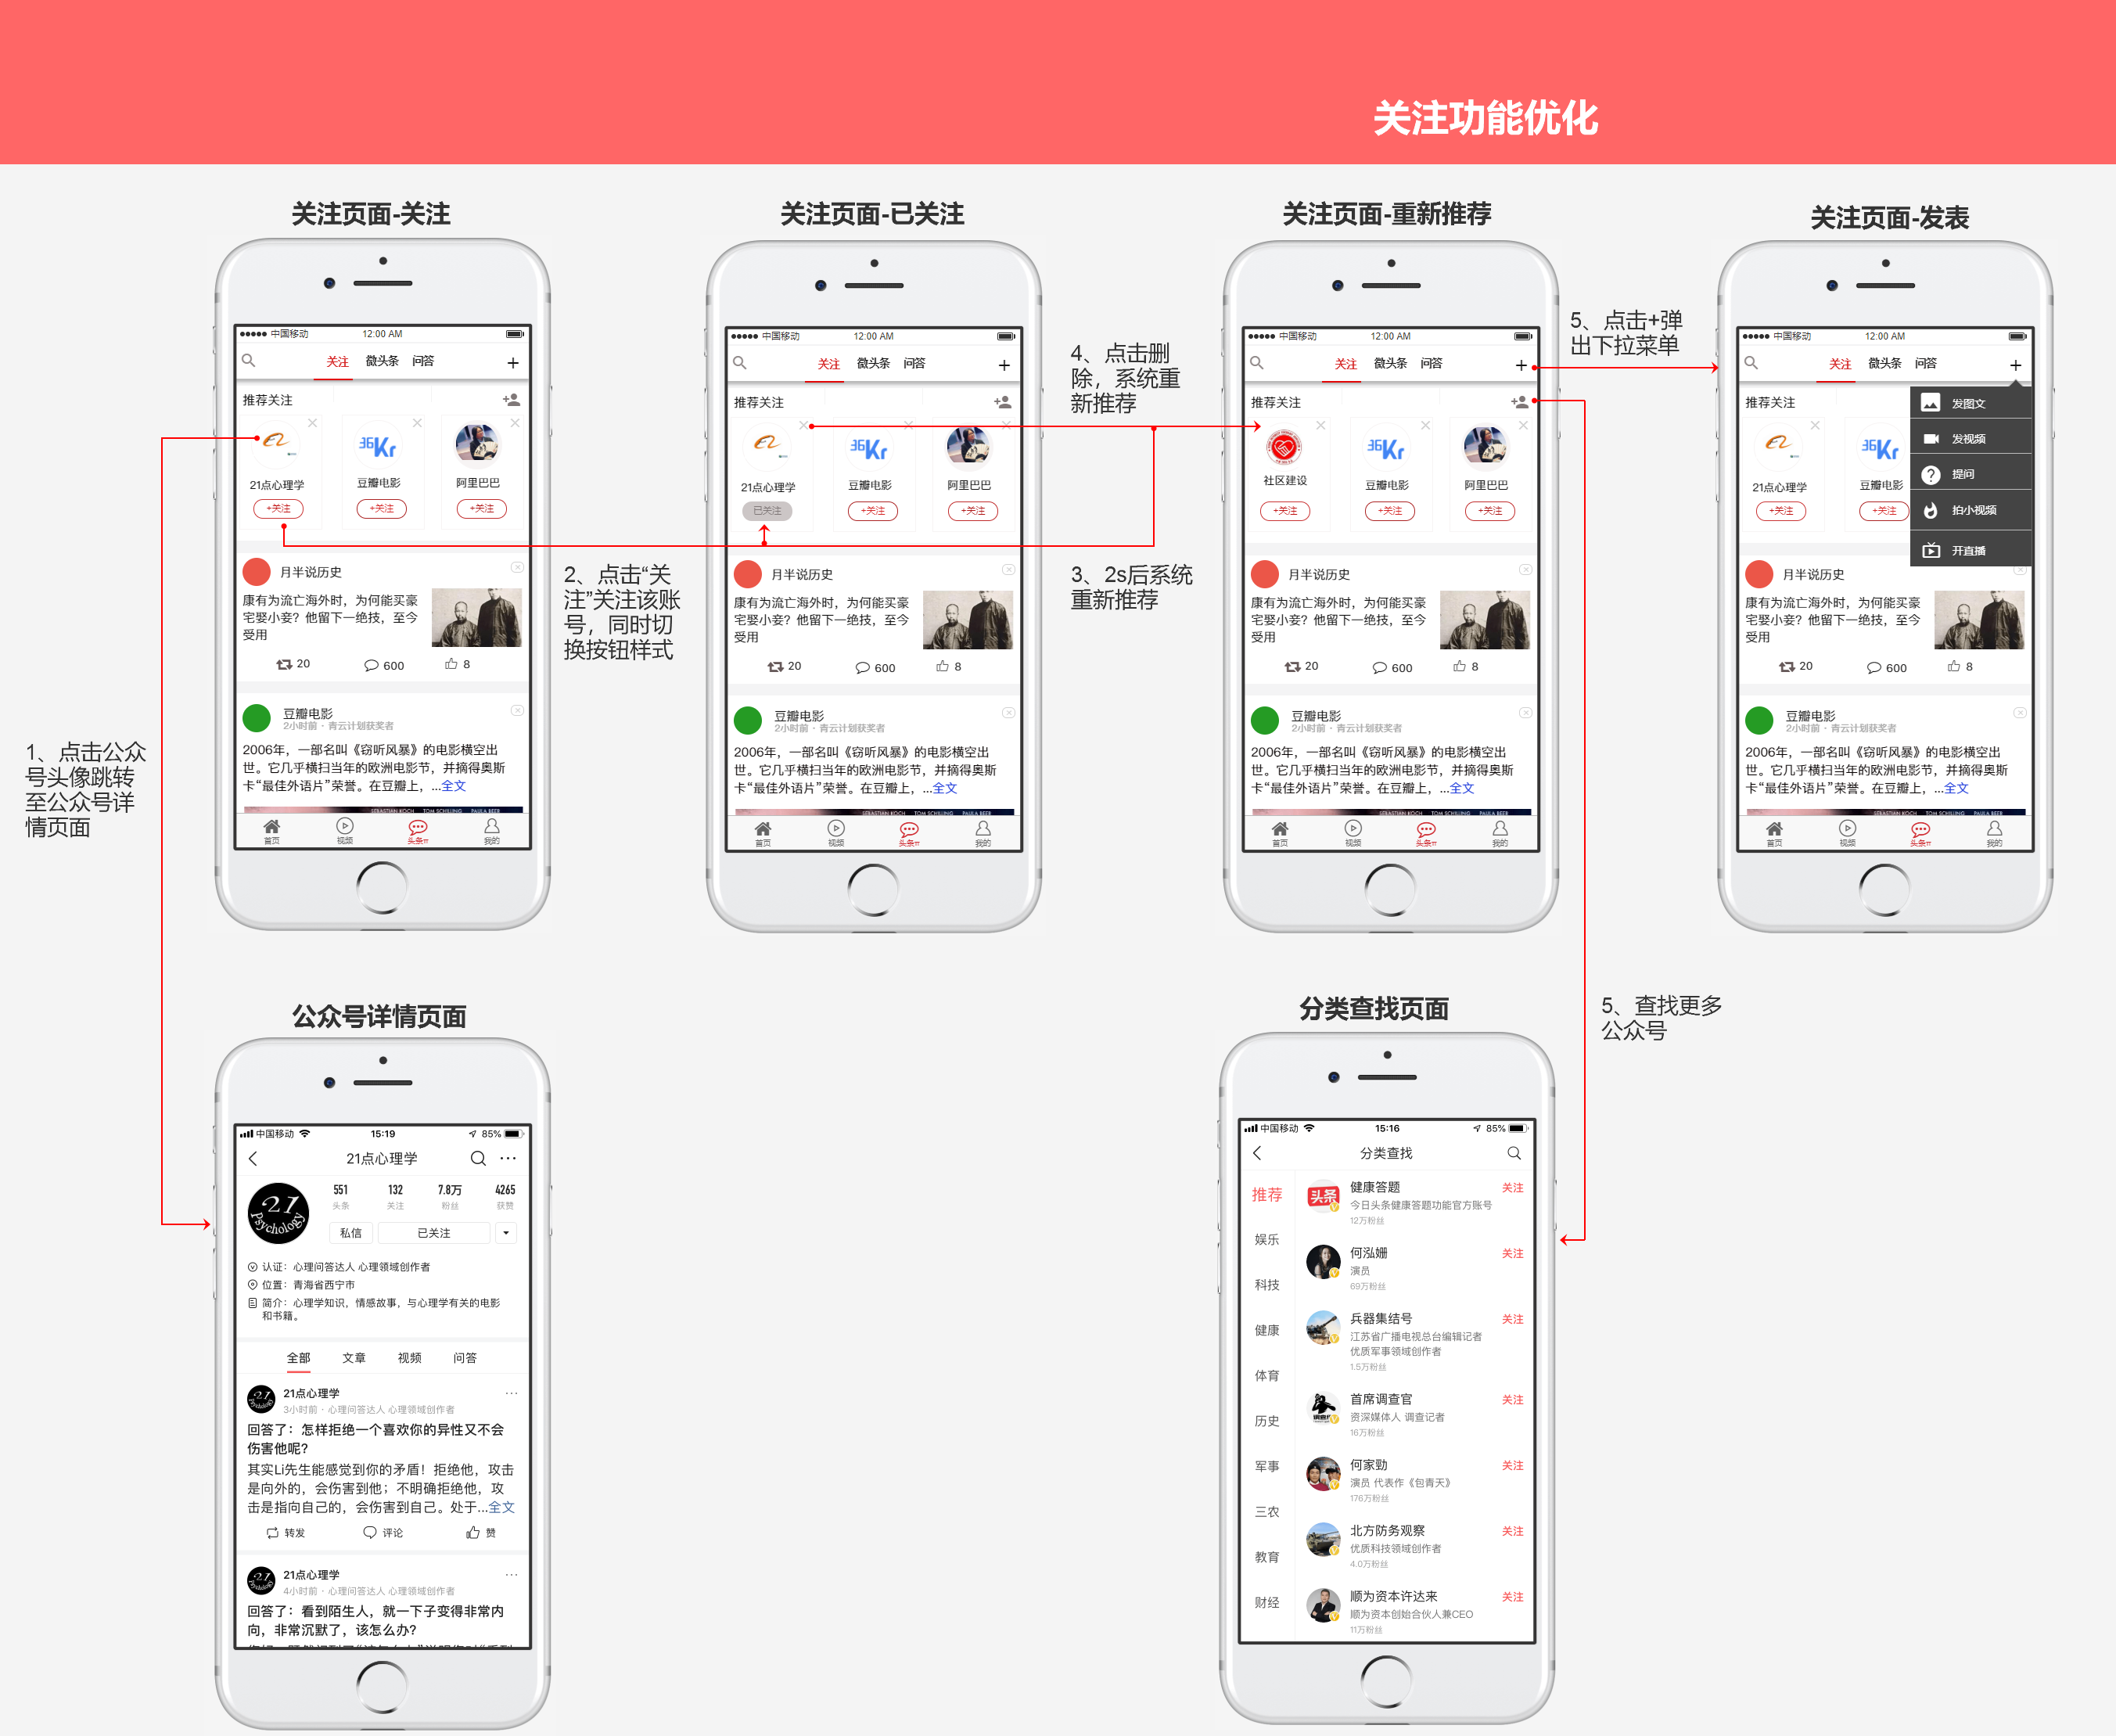 关注功能优化
关注页面-关注
●●●●● 中国移动
12:00 AM
关注
微头条
问答
+
推荐关注
21点心理学
+关注
36Kr
豆瓣电影
+关注
阿里巴巴
+关注
月半说历史
康有为流亡海外时，为何能买豪
宅娶小妾？他留下一绝技，至今
受用
20
600
8
豆瓣电影
2小时前 · 青云计划获奖者
2006年，一部名叫《窃听风暴》的电影横空出
世。它几乎横扫当年的欧洲电影节，并摘得奥斯
卡“最佳外语片”荣誉。在豆瓣上，...全文
SEBASTIAN KOCH TOM SCHILLING PAULA BEER
首页
视频
头条
我的
关注页面-已关注
●●●●● 中国移动
12:00 AM
关注
微头条
问答
+
推荐关注
21点心理学
已关注
36Kr
豆瓣电影
+关注
阿里巴巴
+关注
月半说历史
康有为流亡海外时，为何能买豪
宅娶小妾？他留下一绝技，至今
受用
20
600
8
豆瓣电影
2小时前 · 青云计划获奖者
2006年，一部名叫《窃听风暴》的电影横空出
世。它几乎横扫当年的欧洲电影节，并摘得奥斯
卡“最佳外语片”荣誉。在豆瓣上，...全文
SEBASTIAN KOCH TOM SCHILLING PAULA BEER
首页
视频
头条
我的
关注页面-重新推荐
●●●●● 中国移动
12:00 AM
关注
微头条
问答
+
推荐关注
社区建设
+关注
36Kr
豆瓣电影
+关注
阿里巴巴
+关注
月半说历史
康有为流亡海外时，为何能买豪
宅娶小妾？他留下一绝技，至今
受用
20
600
8
豆瓣电影
2小时前 · 青云计划获奖者
2006年，一部名叫《窃听风暴》的电影横空出
世。它几乎横扫当年的欧洲电影节，并摘得奥斯
卡“最佳外语片”荣誉。在豆瓣上，...全文
SEBASTIAN KOCH TOM SCHILLING PAULA BEER
首页
视频
头条
我的
关注页面-发表
●●●●● 中国移动
12:00 AM
关注
微头条
问答
+
推荐关注
21点心理学
+关注
36Kr
豆瓣电影
+关注
发图文
发视频
提问
拍小视频
开直播
月半说历史
康有为流亡海外时，为何能买豪
宅娶小妾？他留下一绝技，至今
受用
20
600
8
豆瓣电影
2小时前 · 青云计划获奖者
2006年，一部名叫《窃听风暴》的电影横空出
世。它几乎横扫当年的欧洲电影节，并摘得奥斯
卡“最佳外语片”荣誉。在豆瓣上，...全文
SEBASTIAN KOCH TOM SCHILLING PAULA BEER
首页
视频
头条
我的
1、点击公众
号头像跳转
至公众号详
情页面
2、点击“关
注”关注该账
号，同时切
换按钮样式
3、2s后系统
重新推荐
4、点击删
除，系统重
新推荐
5、点击+弹
出下拉菜单
5、查找更多
公众号
公众号详情页面
中国移动
15:19
85%
21点心理学
21
Psychology
551
头条
132
关注
7.8万
粉丝
4265
获赞
私信
已关注
认证：心理问答达人 心理领域创作者
位置：青海省西宁市
简介：心理学知识，情感故事，与心理学有关的电影
和书籍。
全部
文章
视频
问答
21点心理学
3小时前 · 心理问答达人 心理领域创作者
回答了：怎样拒绝一个喜欢你的异性又不会
伤害他呢？
其实Li先生能感觉到你的矛盾！拒绝他，攻击
是向外的，会伤害到他；不明确拒绝他，攻
击是指向自己的，会伤害到自己。处于...全文
转发
评论
赞
21点心理学
4小时前 · 心理问答达人 心理领域创作者
回答了：看到陌生人，就一下子变得非常内
向，非常沉默了，该怎么办？
分类查找页面
中国移动
15:16
85%
分类查找
推荐
娱乐
科技
健康
体育
历史
军事
三农
教育
财经
头条
健康答题
关注
今日头条健康答题功能官方账号
12万粉丝
何泓姗
关注
演员
69万粉丝
兵器集结号
关注
江苏省广播电视总台编辑记者
优质军事领域创作者
1.5万粉丝
首席调查官
关注
资深媒体人 调查记者
16万粉丝
何家劲
关注
演员 代表作《包青天》
176万粉丝
北方防务观察
关注
优质科技领域创作者
4.0万粉丝
顺为资本许达来
关注
顺为资本创始合伙人兼CEO
11万粉丝